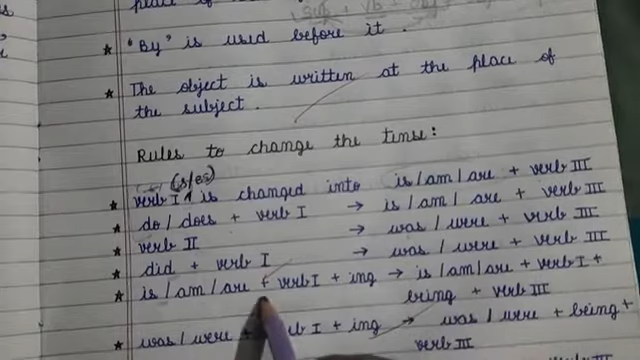 place of
★ "By" is used before it.
★ The object is written at the place of
the subject.
Rules to change the tense:
(s/es)
★ verb I is changed into is/am/are + verb III
★ do/does + verb I → is/am/are + verb III
★ verb II → was/were + verb III
★ did + verb I → was/were + verb III
★ is/am/are + verb I + ing → is/am/are + verb I +
being + verb III
★ was/were + b I + ing → was/were + being +
verb III